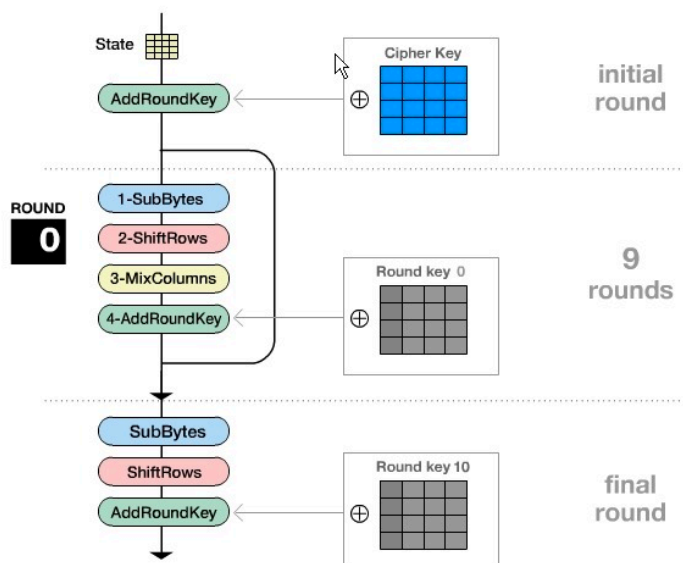 State
Cipher Key
AddRoundKey
initial
round
1-SubBytes
ROUND
0
2-ShiftRows
3-MixColumns
4-AddRoundKey
Round key 0
9
rounds
SubBytes
ShiftRows
AddRoundKey
Round key 10
final
round